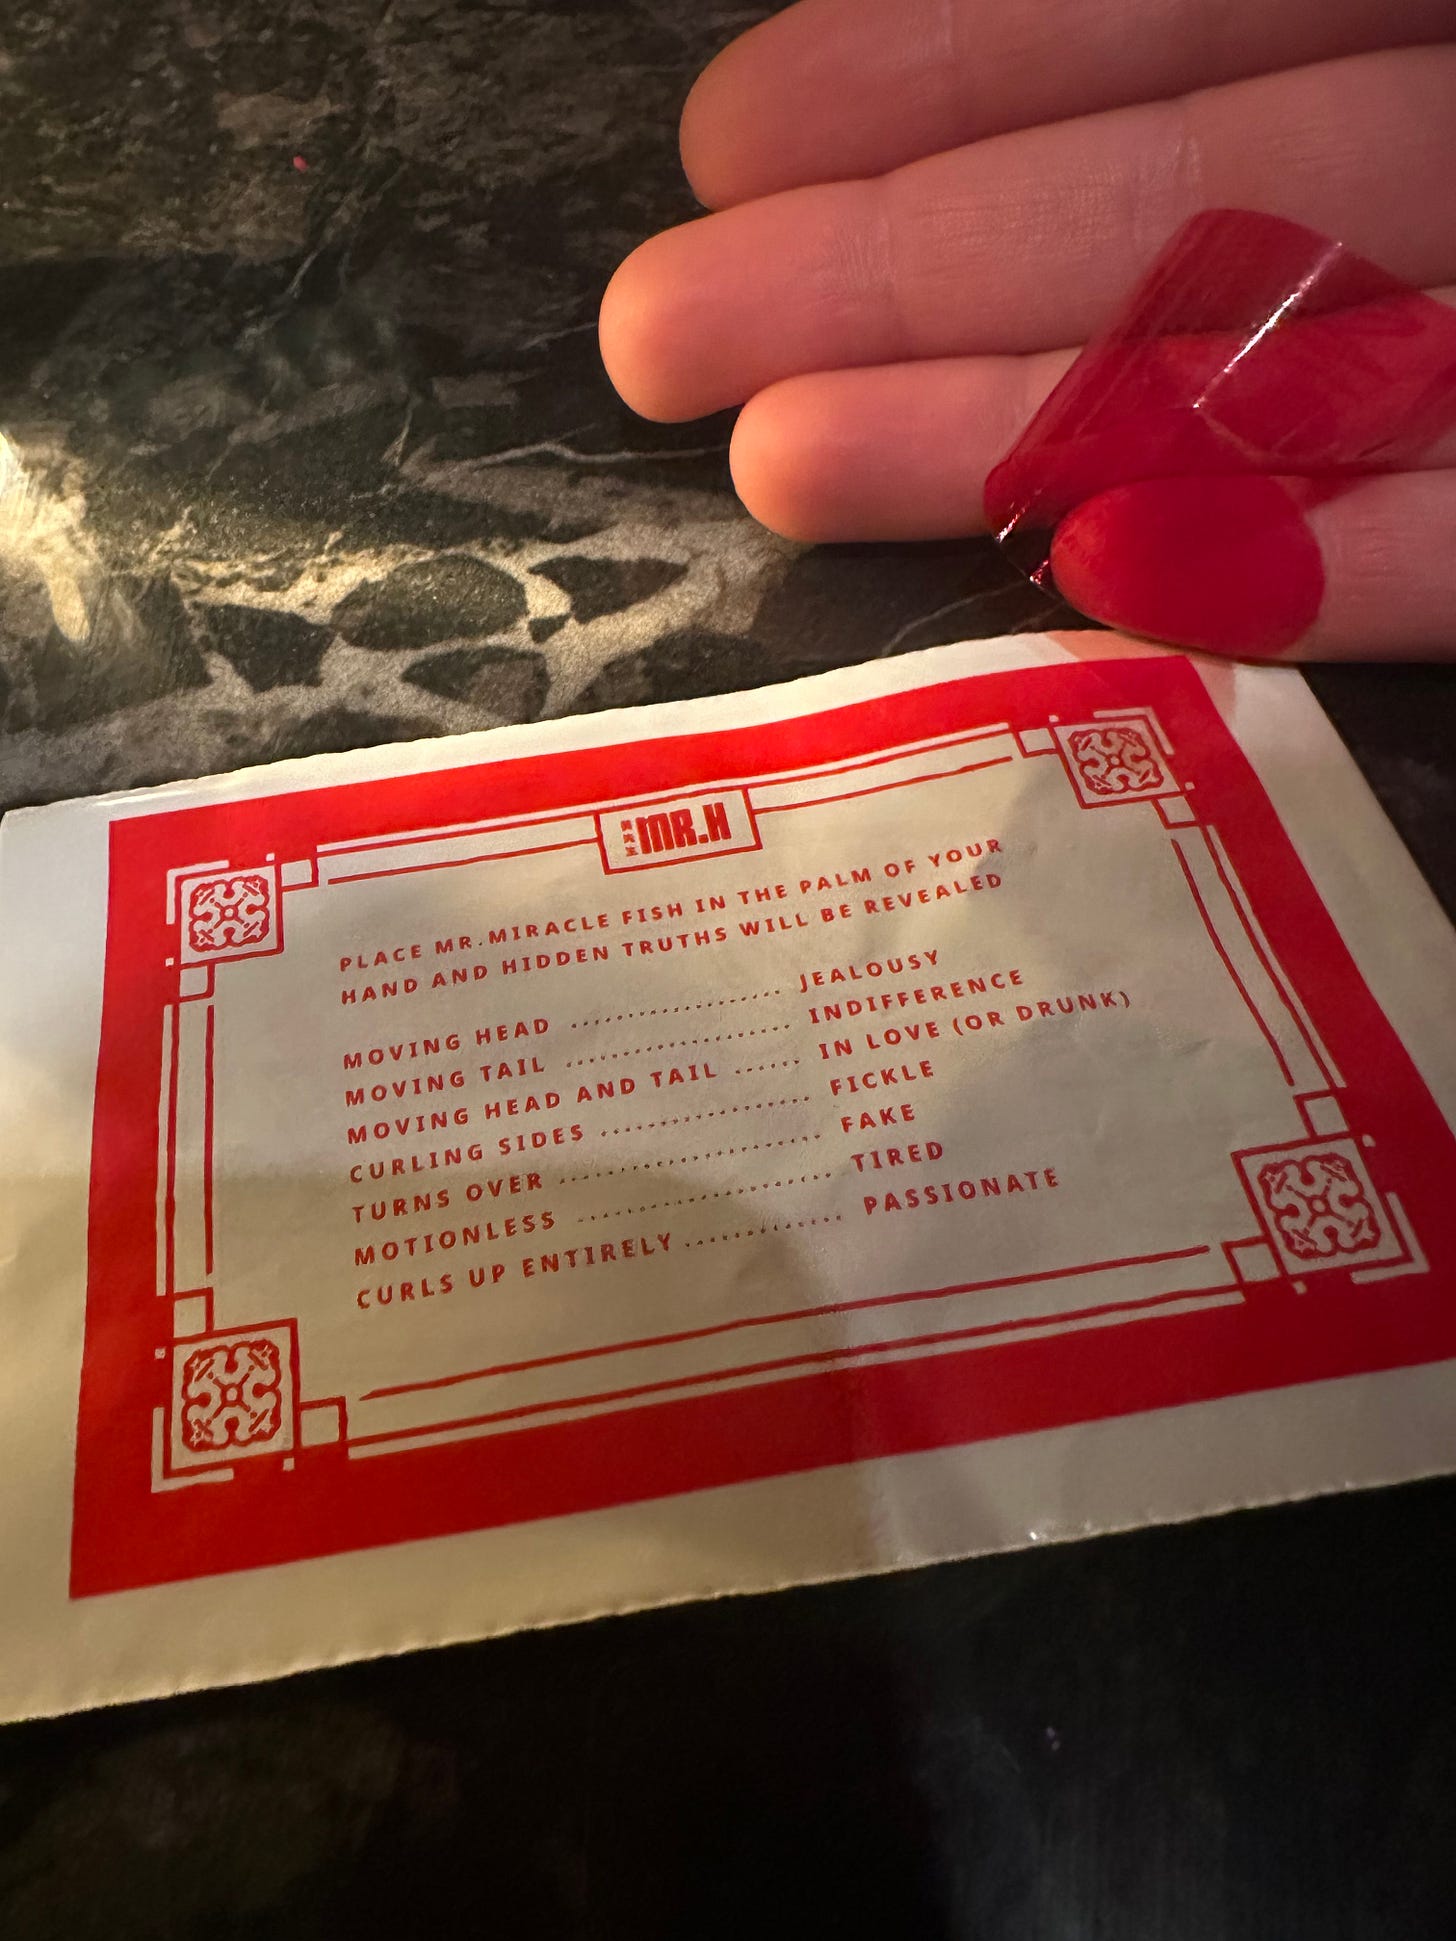 MR.H
PLACE MR.MIRACLE FISH IN THE PALM OF YOUR
HAND AND HIDDEN TRUTHS WILL BE REVEALED
MOVING HEAD .................... JEALOUSY
MOVING TAIL ..................... INDIFFERENCE
MOVING HEAD AND TAIL ...... IN LOVE (OR DRUNK)
CURLING SIDES ................... FICKLE
TURNS OVER ........................ FAKE
MOTIONLESS ....................... TIRED
CURLS UP ENTIRELY .............. PASSIONATE